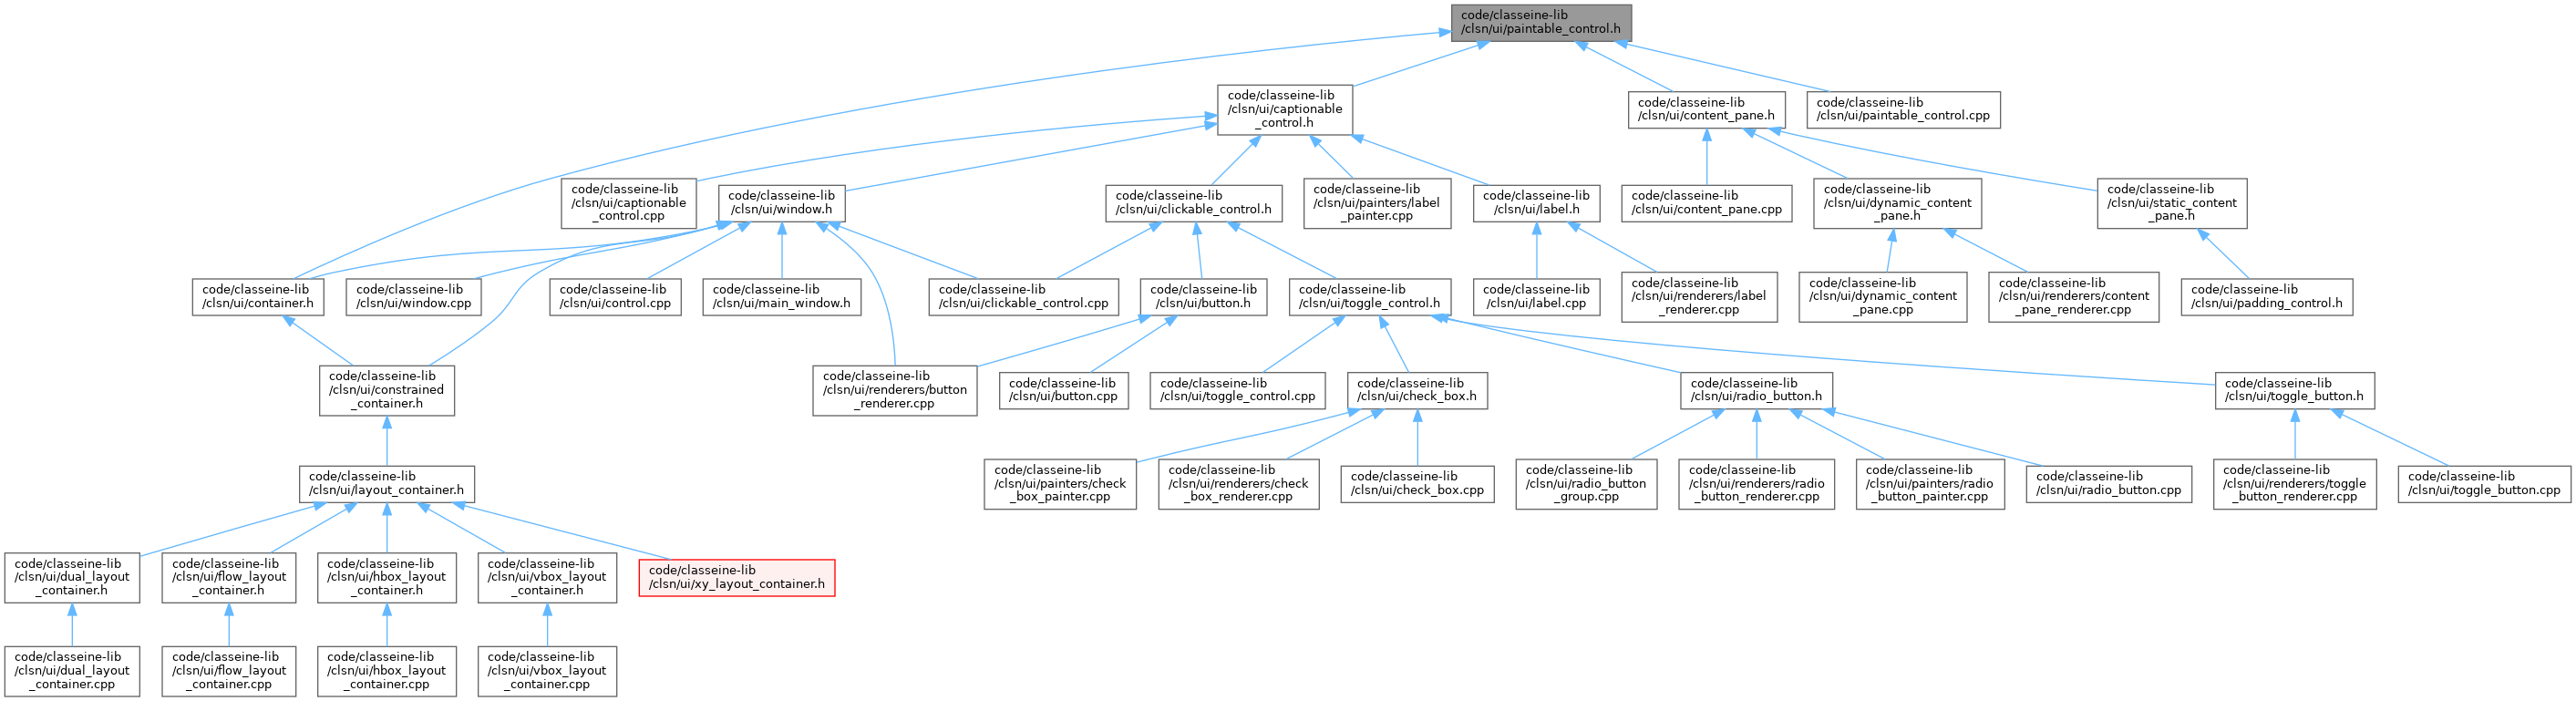 code/classeine-lib
/clsn/ui/paintable_control.h
code/classeine-lib
/clsn/ui/captionable
_control.h
code/classeine-lib
/clsn/ui/content_pane.h
code/classeine-lib
/clsn/ui/paintable_control.cpp
code/classeine-lib
/clsn/ui/captionable
_control.cpp
code/classeine-lib
/clsn/ui/window.h
code/classeine-lib
/clsn/ui/clickable_control.h
code/classeine-lib
/clsn/ui/painters/label
_painter.cpp
code/classeine-lib
/clsn/ui/label.h
code/classeine-lib
/clsn/ui/content_pane.cpp
code/classeine-lib
/clsn/ui/dynamic_content
_pane.h
code/classeine-lib
/clsn/ui/static_content
_pane.h
code/classeine-lib
/clsn/ui/container.h
code/classeine-lib
/clsn/ui/window.cpp
code/classeine-lib
/clsn/ui/control.cpp
code/classeine-lib
/clsn/ui/main_window.h
code/classeine-lib
/clsn/ui/clickable_control.cpp
code/classeine-lib
/clsn/ui/button.h
code/classeine-lib
/clsn/ui/toggle_control.h
code/classeine-lib
/clsn/ui/label.cpp
code/classeine-lib
/clsn/ui/renderers/label
_renderer.cpp
code/classeine-lib
/clsn/ui/dynamic_content
_pane.cpp
code/classeine-lib
/clsn/ui/renderers/content
_pane_renderer.cpp
code/classeine-lib
/clsn/ui/padding_control.h
code/classeine-lib
/clsn/ui/constrained
_container.h
code/classeine-lib
/clsn/ui/renderers/button
_renderer.cpp
code/classeine-lib
/clsn/ui/button.cpp
code/classeine-lib
/clsn/ui/toggle_control.cpp
code/classeine-lib
/clsn/ui/check_box.h
code/classeine-lib
/clsn/ui/radio_button.h
code/classeine-lib
/clsn/ui/toggle_button.h
code/classeine-lib
/clsn/ui/layout_container.h
code/classeine-lib
/clsn/ui/painters/check
_box_painter.cpp
code/classeine-lib
/clsn/ui/renderers/check
_box_renderer.cpp
code/classeine-lib
/clsn/ui/check_box.cpp
code/classeine-lib
/clsn/ui/radio_button
_group.cpp
code/classeine-lib
/clsn/ui/renderers/radio
_button_renderer.cpp
code/classeine-lib
/clsn/ui/painters/radio
_button_painter.cpp
code/classeine-lib
/clsn/ui/radio_button.cpp
code/classeine-lib
/clsn/ui/renderers/toggle
_button_renderer.cpp
code/classeine-lib
/clsn/ui/toggle_button.cpp
code/classeine-lib
/clsn/ui/dual_layout
_container.h
code/classeine-lib
/clsn/ui/flow_layout
_container.h
code/classeine-lib
/clsn/ui/hbox_layout
_container.h
code/classeine-lib
/clsn/ui/vbox_layout
_container.h
code/classeine-lib
/clsn/ui/xy_layout_container.h
code/classeine-lib
/clsn/ui/dual_layout
_container.cpp
code/classeine-lib
/clsn/ui/flow_layout
_container.cpp
code/classeine-lib
/clsn/ui/hbox_layout
_container.cpp
code/classeine-lib
/clsn/ui/vbox_layout
_container.cpp